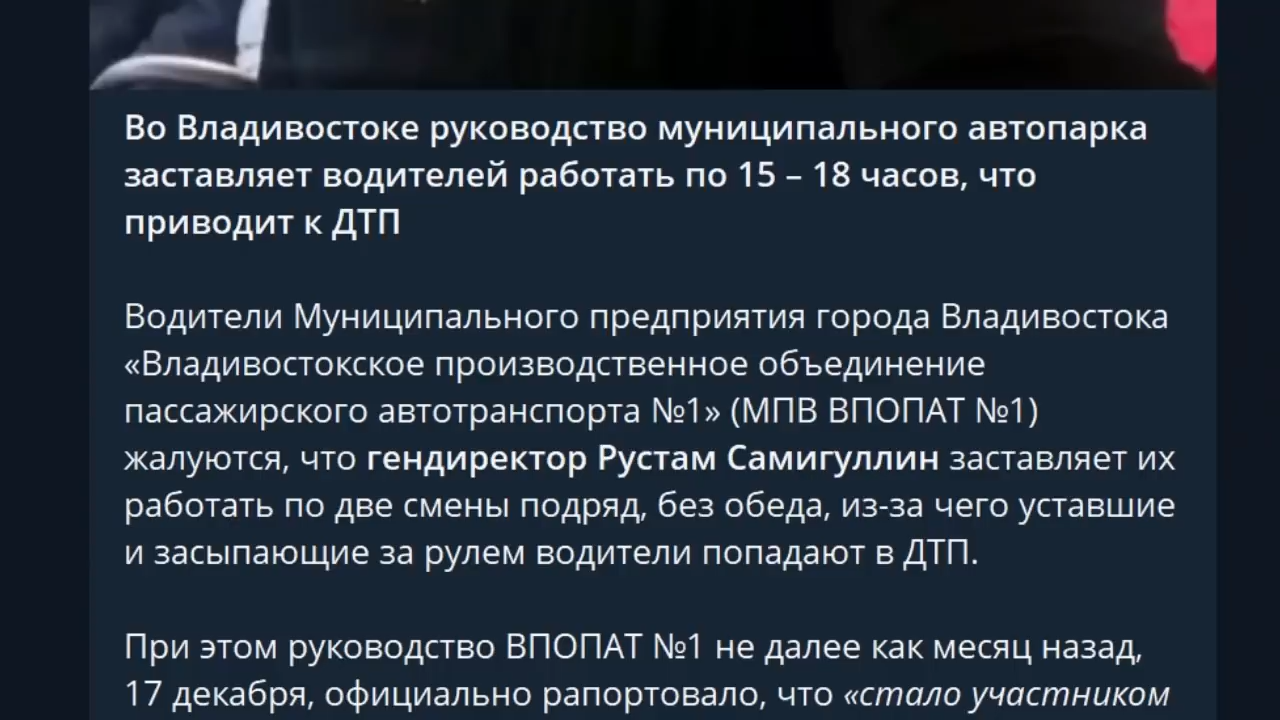 Во Владивостоке руководство муниципального автопарка
заставляет водителей работать по 15 – 18 часов, что
приводит к ДТП
Водители Муниципального предприятия города Владивостока
«Владивостокское производственное объединение
пассажирского автотранспорта №1» (МПВ ВПОПАТ №1)
жалуются, что гендиректор Рустам Самигуллин заставляет их
работать по две смены подряд, без обеда, из-за чего уставшие
и засыпающие за рулем водители попадают в ДТП.
При этом руководство ВПОПАТ №1 не далее как месяц назад,
17 декабря, официально рапортовало, что «стало участником